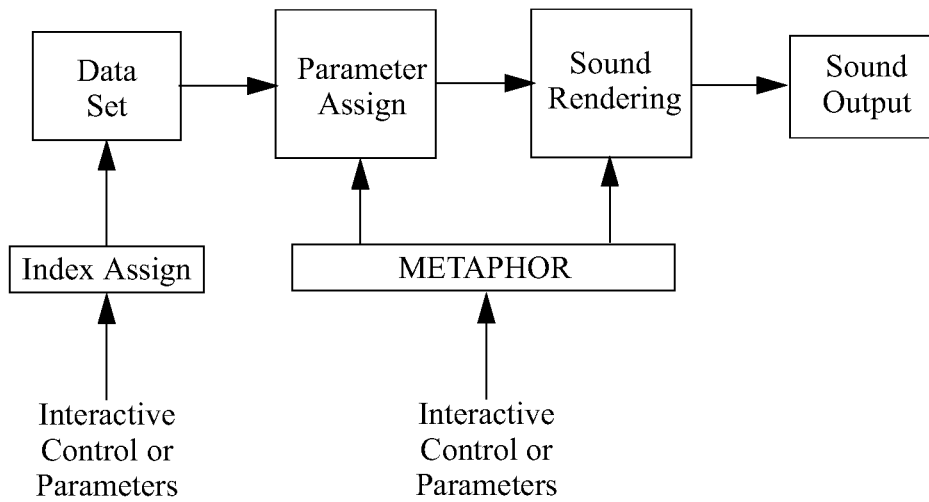 Data
Set
Parameter
Assign
Sound
Rendering
Sound
Output
Index Assign
METAPHOR
Interactive
Control or
Parameters
Interactive
Control or
Parameters